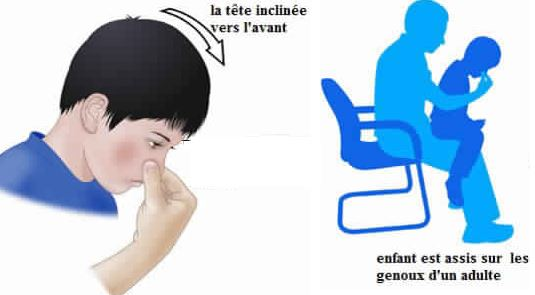 la tête inclinée
vers l'avant
enfant est assis sur les
genoux d'un adulte